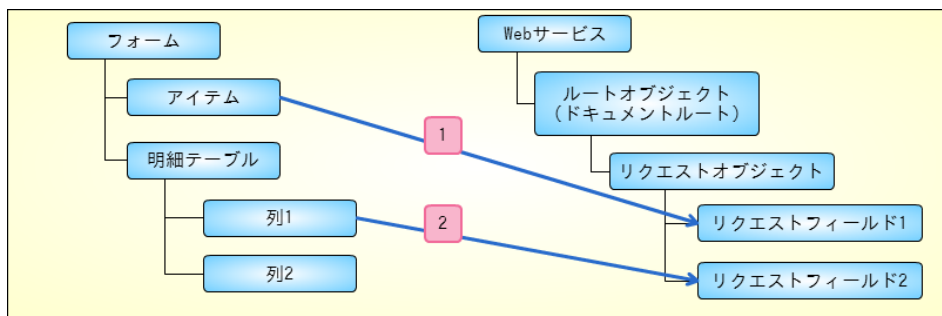 フォーム
アイテム
明細テーブル
列1
列2
1
2
Webサービス
ルートオブジェクト
(ドキュメントルート)
リクエストオブジェクト
リクエストフィールド1
リクエストフィールド2